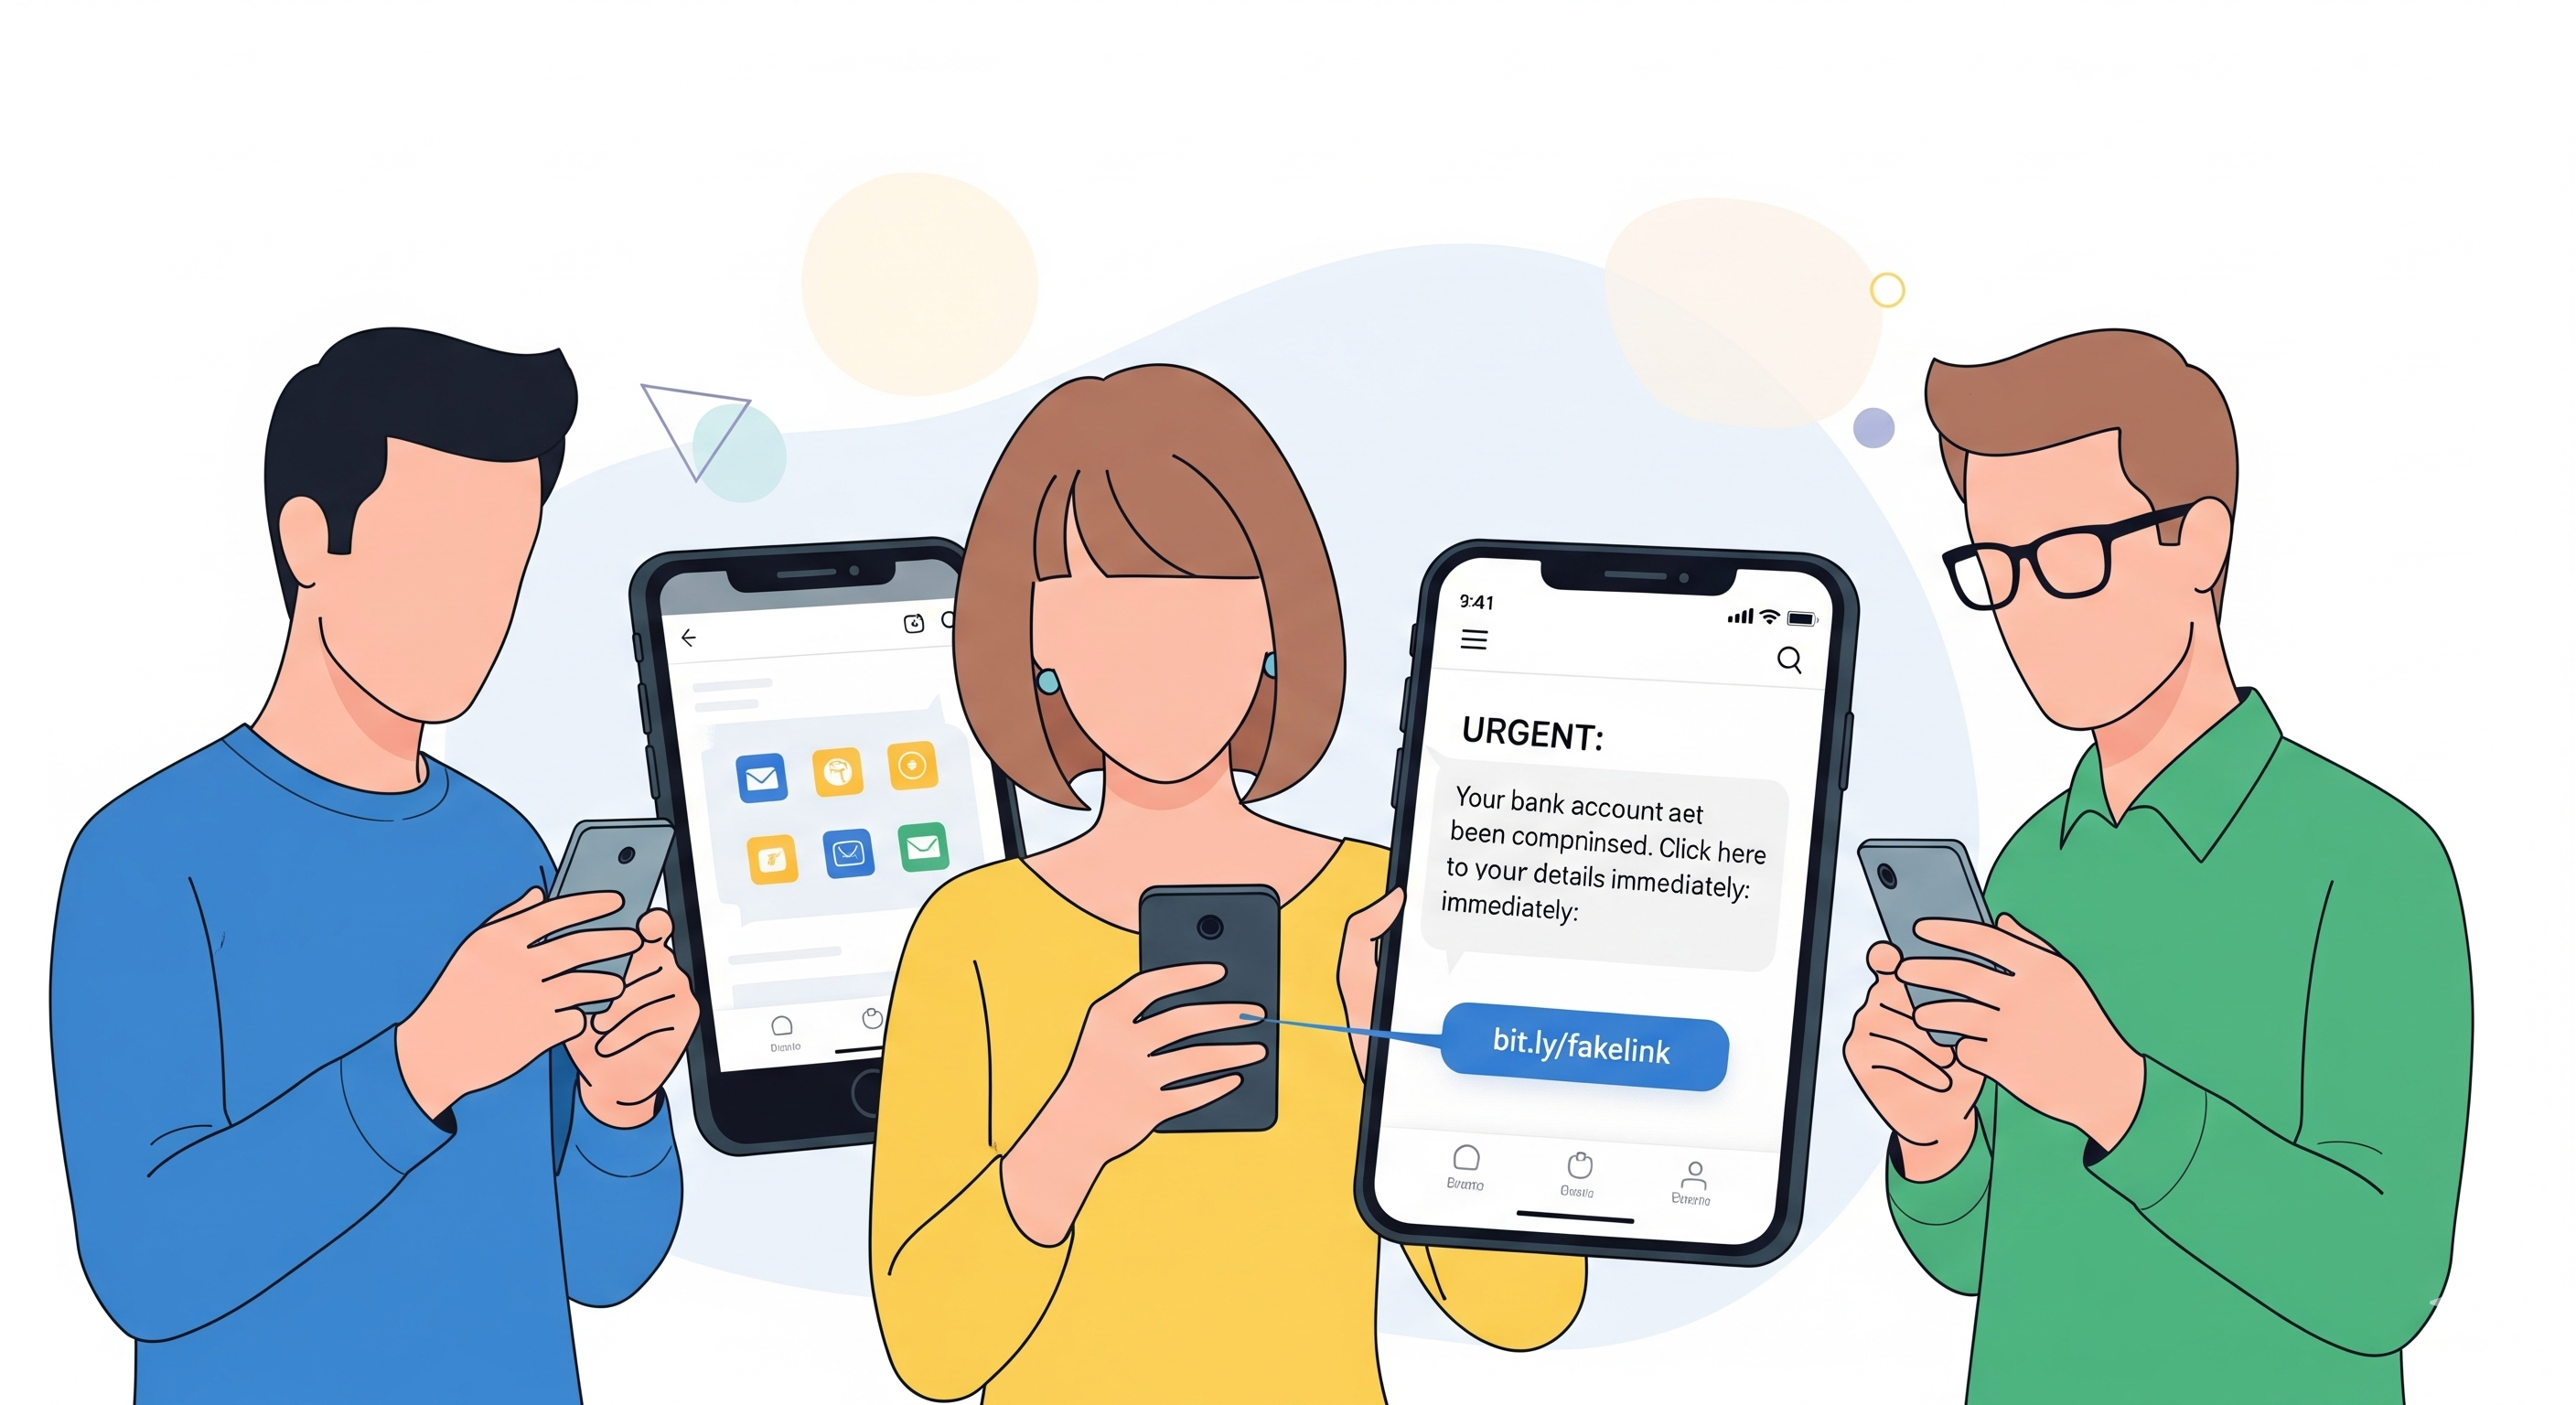 9:41
URGENT:
Your bank account aet
been compninsed. Click here
to your details immediately:
immediately:
bit.ly/fakelink